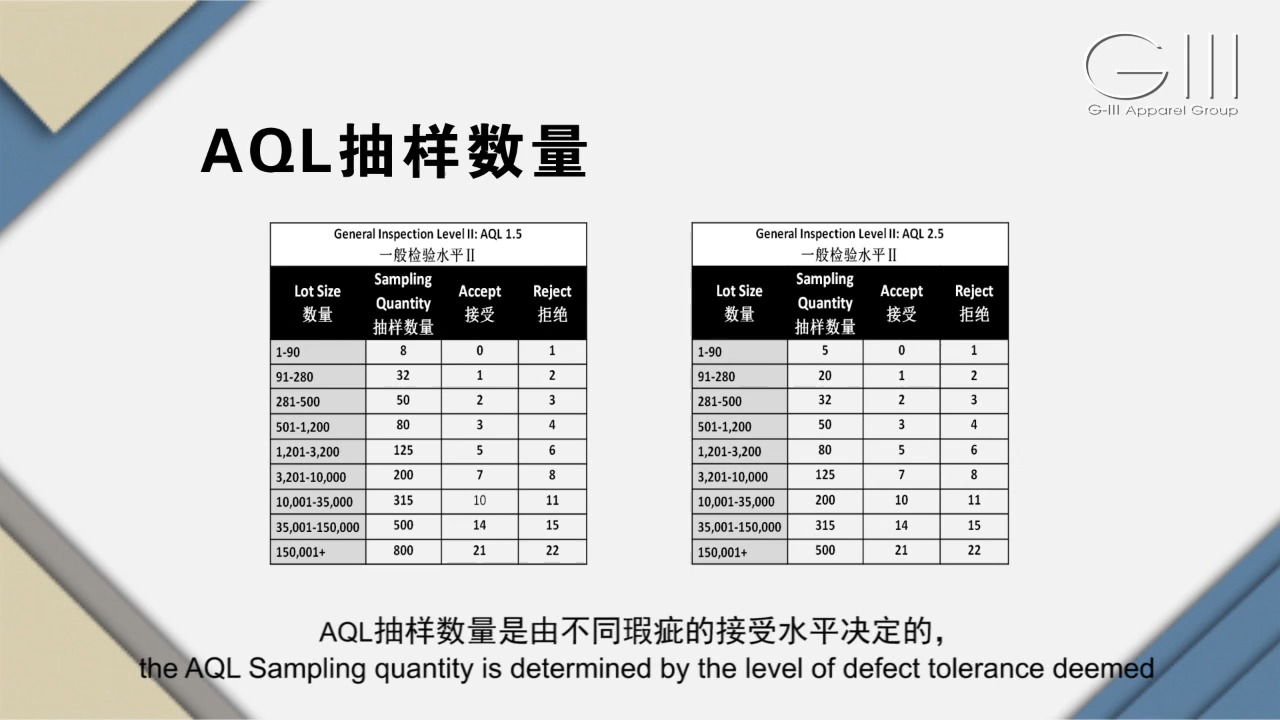 GIII
G-III Apparel Group
AQL抽样数量
General Inspection Level II: AQL 1.5
一般检验水平Ⅱ
Lot Size 数量 Sampling Quantity 抽样数量 Accept 接受 Reject 拒绝
1-90 8 0 1
91-280 32 1 2
281-500 50 2 3
501-1,200 80 3 4
1,201-3,200 125 5 6
3,201-10,000 200 7 8
10,001-35,000 315 10 11
35,001-150,000 500 14 15
150,001+ 800 21 22
General Inspection Level II: AQL 2.5
一般检验水平Ⅱ
Lot Size 数量 Sampling Quantity 抽样数量 Accept 接受 Reject 拒绝
1-90 5 0 1
91-280 20 1 2
281-500 32 2 3
501-1,200 50 3 4
1,201-3,200 80 5 6
3,201-10,000 125 7 8
10,001-35,000 200 10 11
35,001-150,000 315 14 15
150,001+ 500 21 22
AQL抽样数量是由不同瑕疵的接受水平决定的，
the AQL Sampling quantity is determined by the level of defect tolerance deemed